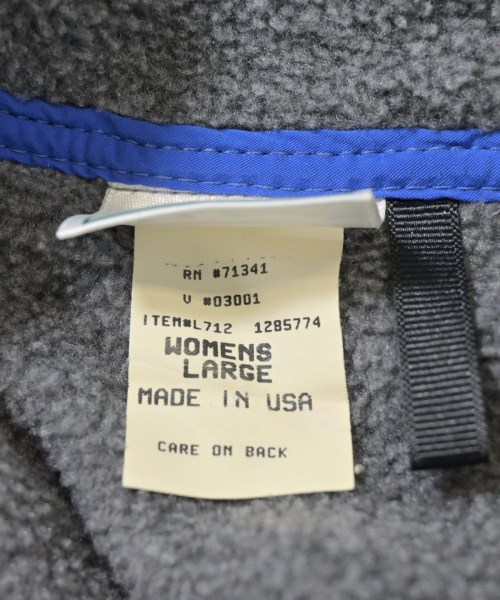 RN #71341
V #03001
ITEM#L712 1285774
WOMENS
LARGE
MADE IN USA
CARE ON BACK